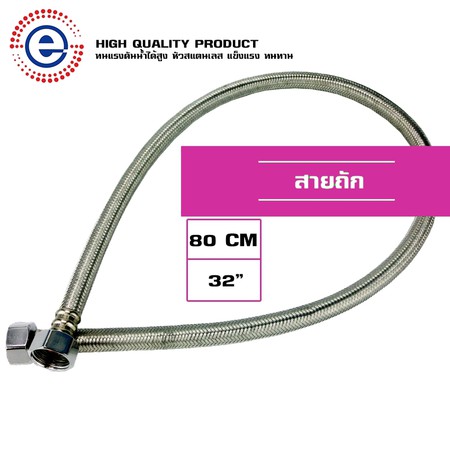 e
HIGH QUALITY PRODUCT
ทนแรงดันน้ำได้สูง หัวสแตนเลส แข็งแรง ทนทาน
สายถัก
80 CM
32”